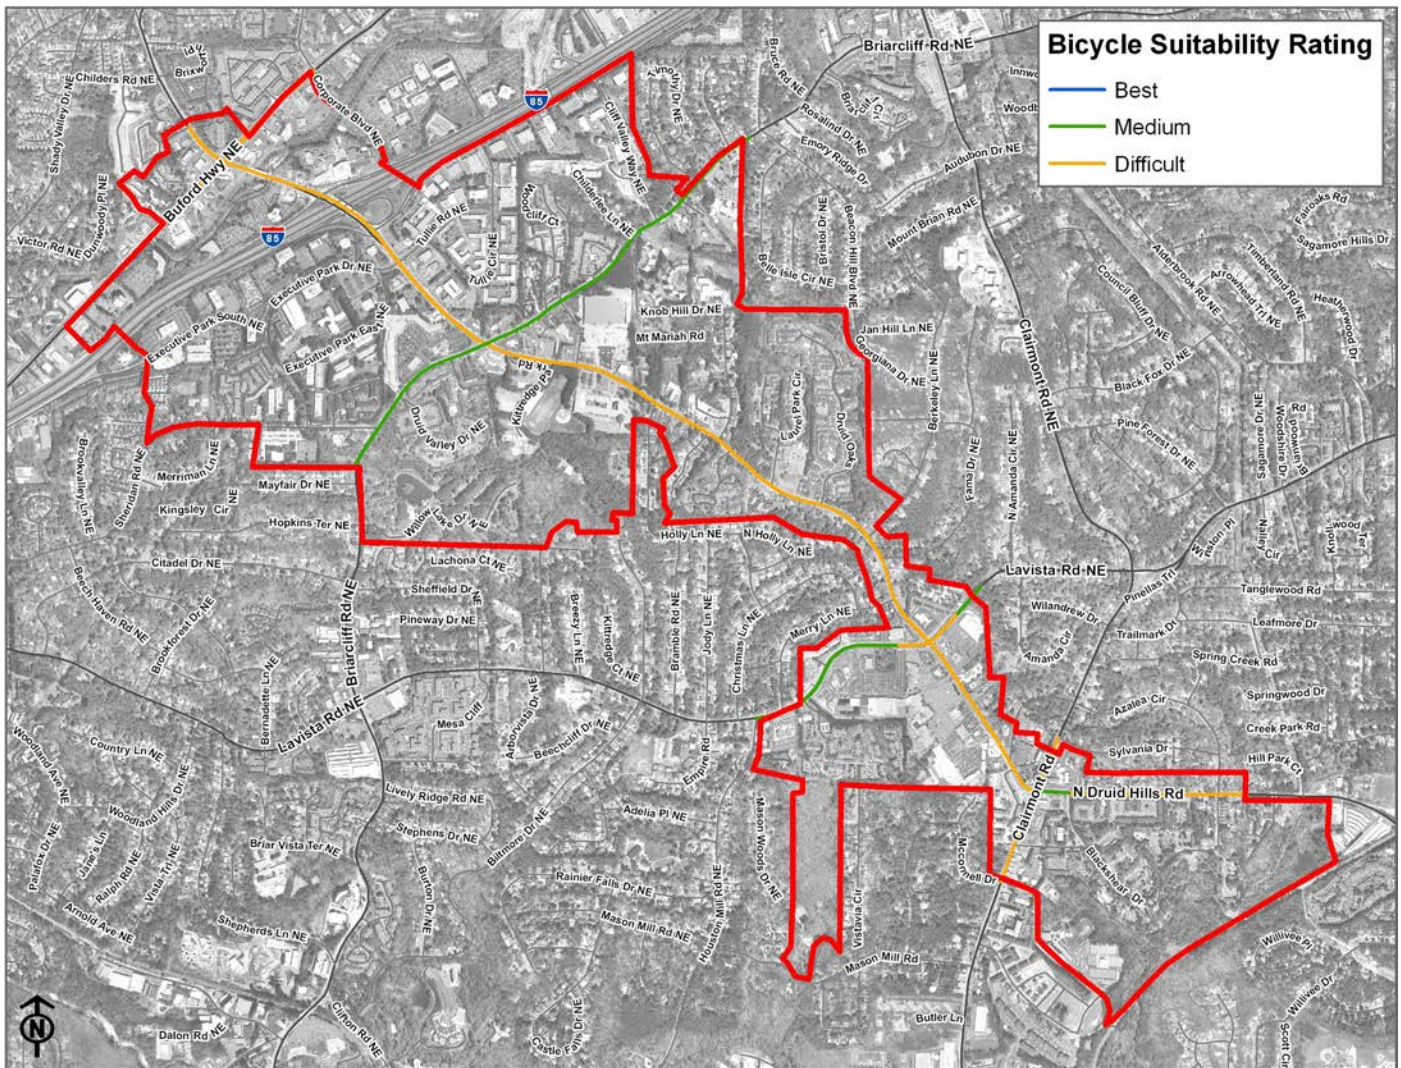 Bicycle Suitability Rating
Best
Medium
Difficult
Briarcliff Rd NE
Childers Rd NE
Shady Valley Dr NE
Corporate Blvd NE
85
Timothy Dr NE
Bruce Rd NE
Rosalind Dr NE
Emory Ridge Dr
Audubon Dr NE
Cliff Valley Way NE
Buford Hwy NE
Dunwoody Pl NE
Victor Rd NE
85
Tullie Rd NE
Tullie Cir NE
Woodcliff Ct
Childerlee Ln NE
Bristol Dr NE
Beacon Hill Blvd NE
Mount Brian Rd NE
Belle Isle Cir NE
Fairoaks Rd
Sagamore Hills Dr
Alderbrook Rd NE
Timberland Rd NE
Arrowhead Trl NE
Council Bluff Dr NE
Heatherwood Dr
Executive Park Dr NE
Executive Park South NE
Executive Park East NE
Knob Hill Dr NE
Mt Mariah Rd
Jan Hill Ln NE
Georgiana Dr NE
Clairmont Rd NE
Berkeley Ln NE
Black Fox Dr NE
Kittredge Park Rd
Druid Valley Dr NE
Laurel Park Cir
Druid Oaks
Pine Forest Dr NE
Sagamore Dr NE
Woodshire Dr
Brentwood Rd
Brookvalley Ln NE
Sheridan Rd NE
Merriman Ln NE
Mayfair Dr NE
Kingsley Cir NE
Hopkins Ter NE
Famal Dr NE
N Amanda Cir NE
Willow Lake Dr NE
Holly Ln NE
N Holly Ln NE
Winston Pl
Nalley Cir
Knollwood Ter
Citadel Dr NE
Lachona Ct NE
Lavista Rd NE
Pinellas Trl
Tanglewood Rd
Beech Haven Rd NE
Brookforest Dr NE
Briarcliff Rd NE
Sheffield Dr NE
Pineway Dr NE
Breezy Ln NE
Kittredge Ct NE
Bramble Rd NE
Jody Ln NE
Christmas Ln NE
Merry Ln NE
Wilandrew Dr
Amanda Cir
Trailmark Dr
Leafmore Dr
Spring Creek Rd
Springwood Dr
Bernadette Ln NE
Lavista Rd NE
Mesa Cliff
Arborvista Dr NE
Beechcliff Dr NE
Empire Rd
Azalea Cir
Creek Park Rd
Sylvania Dr
Hill Park Ct
Woodland Ave NE
Country Ln NE
Woodland Hills Dr NE
Lively Ridge Rd NE
Clairmont Rd
N Druid Hills Rd
Palafox Dr NE
Jane's Ln
Ralph Rd NE
Vista Trl NE
Briar Vista Ter NE
Stephens Dr NE
Biltmore Dr NE
Adelia Pl NE
Mason Woods Dr NE
Mcconnell Dr
Blackshear Dr
Arnold Ave NE
Shepherds Ln NE
Burton Dr NE
Rainier Falls Dr NE
Mason Mill Rd NE
Houston Mill Rd NE
Vistavia Cir
Mason Mill Rd
Willivee Pl
Willivee Dr
N
Dalon Rd NE
Clifton Rd NE
Castle Falls Dr NE
Butler Ln